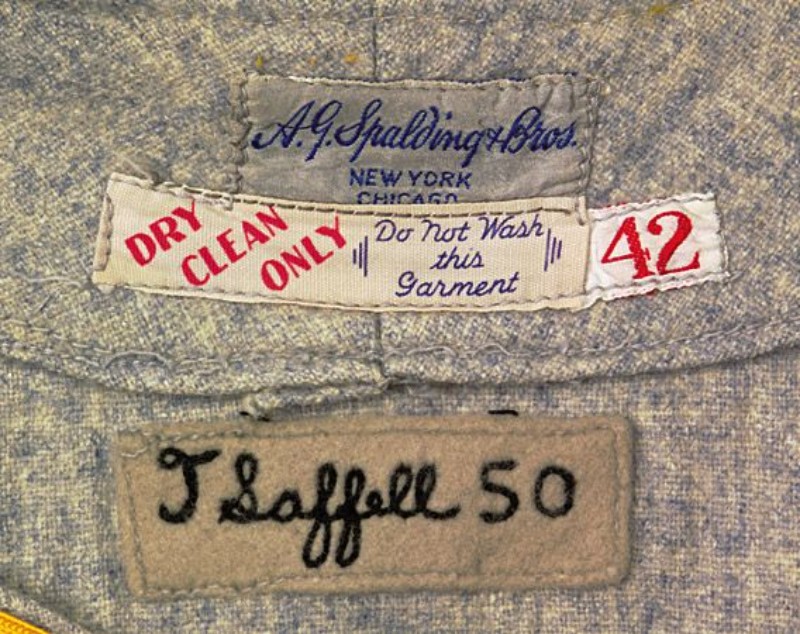 A.G. Spalding & Bros.
NEW YORK
CHICAGO
DRY
CLEAN
ONLY
Do Not Wash
this
Garment
42
T Saffell 50